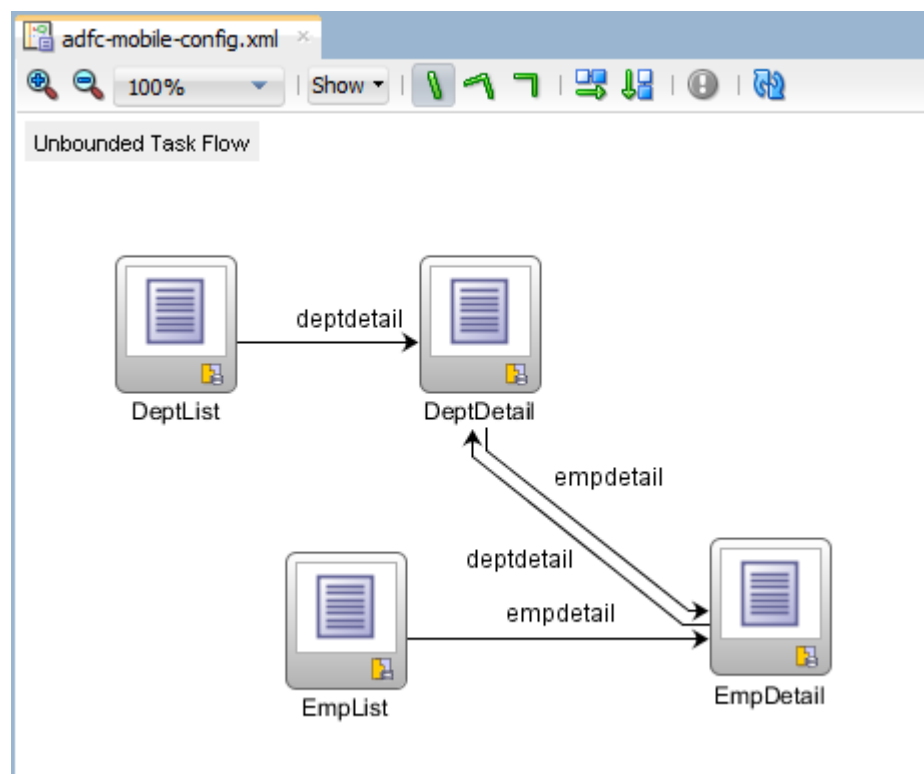 adfc-mobile-config.xml
100%
Show
Unbounded Task Flow
deptdetail
DeptList
DeptDetail
empdetail
deptdetail
empdetail
EmpList
EmpDetail